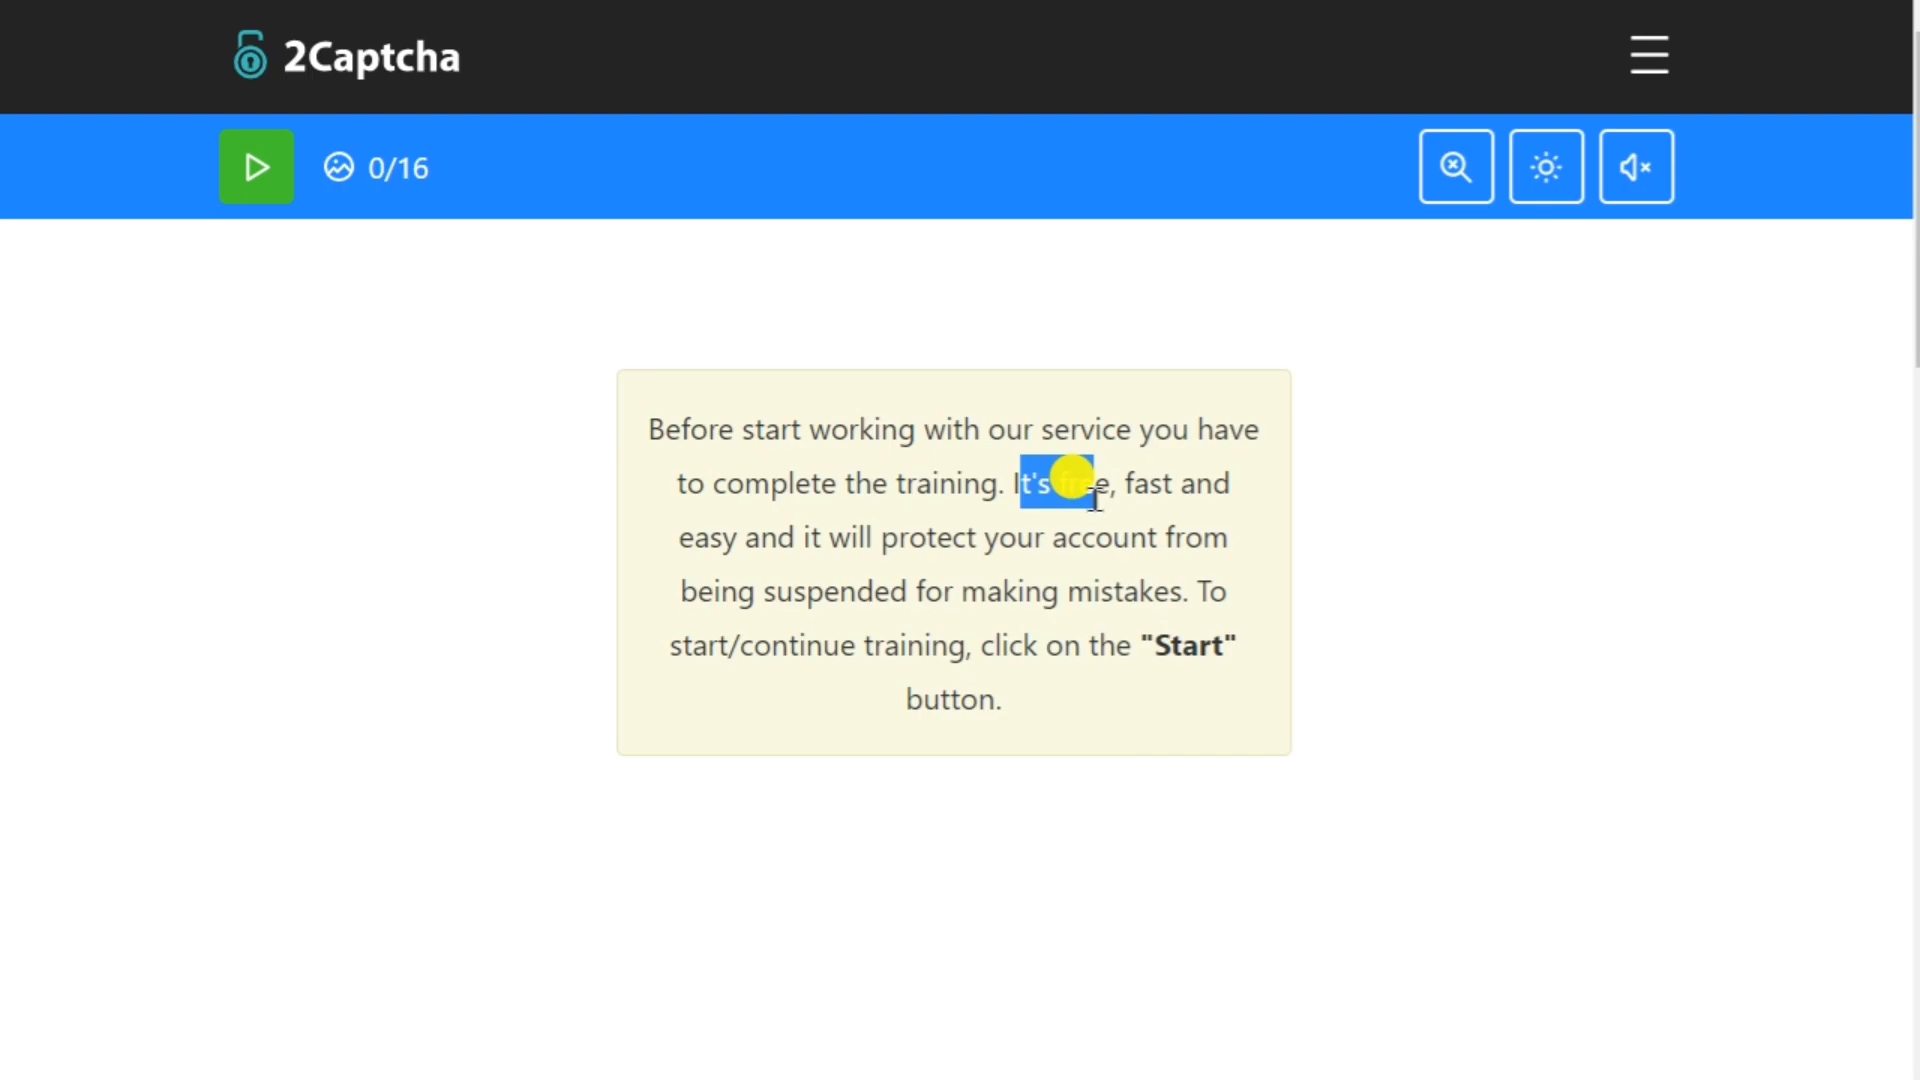 2Captcha
0/16
Before start working with our service you have
to complete the training. It's free, fast and
easy and it will protect your account from
being suspended for making mistakes. To
start/continue training, click on the "Start"
button.